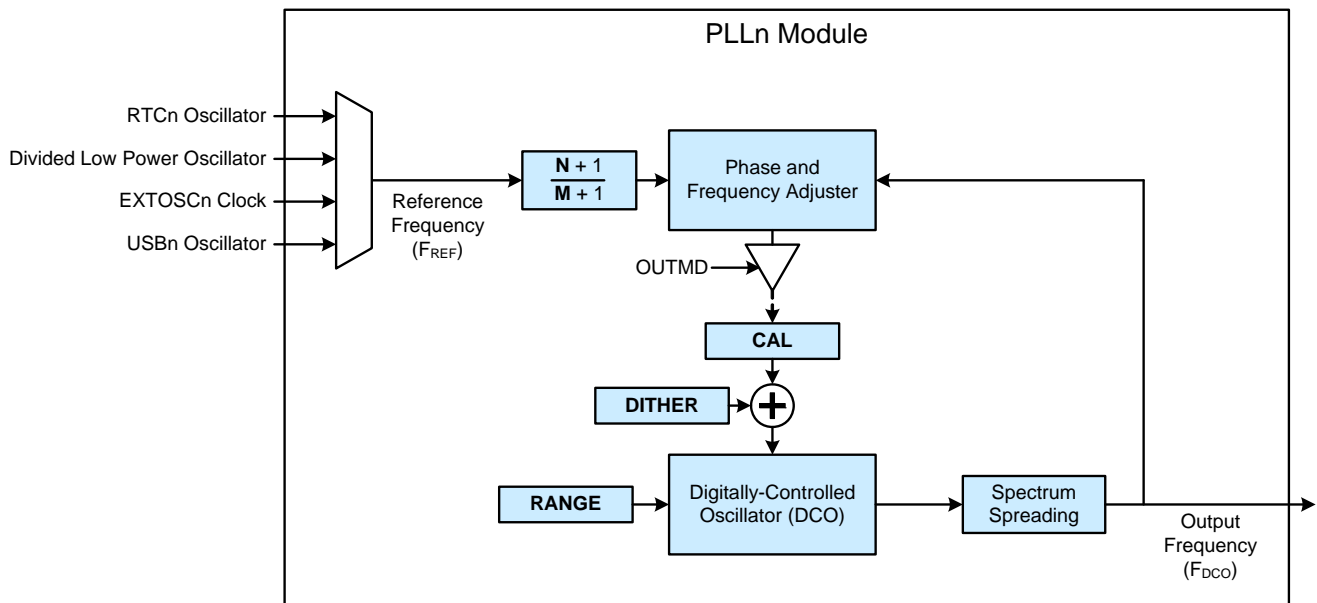 PLLn Module
RTCn Oscillator
Divided Low Power Oscillator
EXTOSCn Clock
USBn Oscillator
Reference
Frequency
(FREF)
N + 1
M + 1
Phase and
Frequency Adjuster
OUTMD
CAL
DITHER
+
RANGE
Digitally-Controlled
Oscillator (DCO)
Spectrum
Spreading
Output
Frequency
(FDCO)